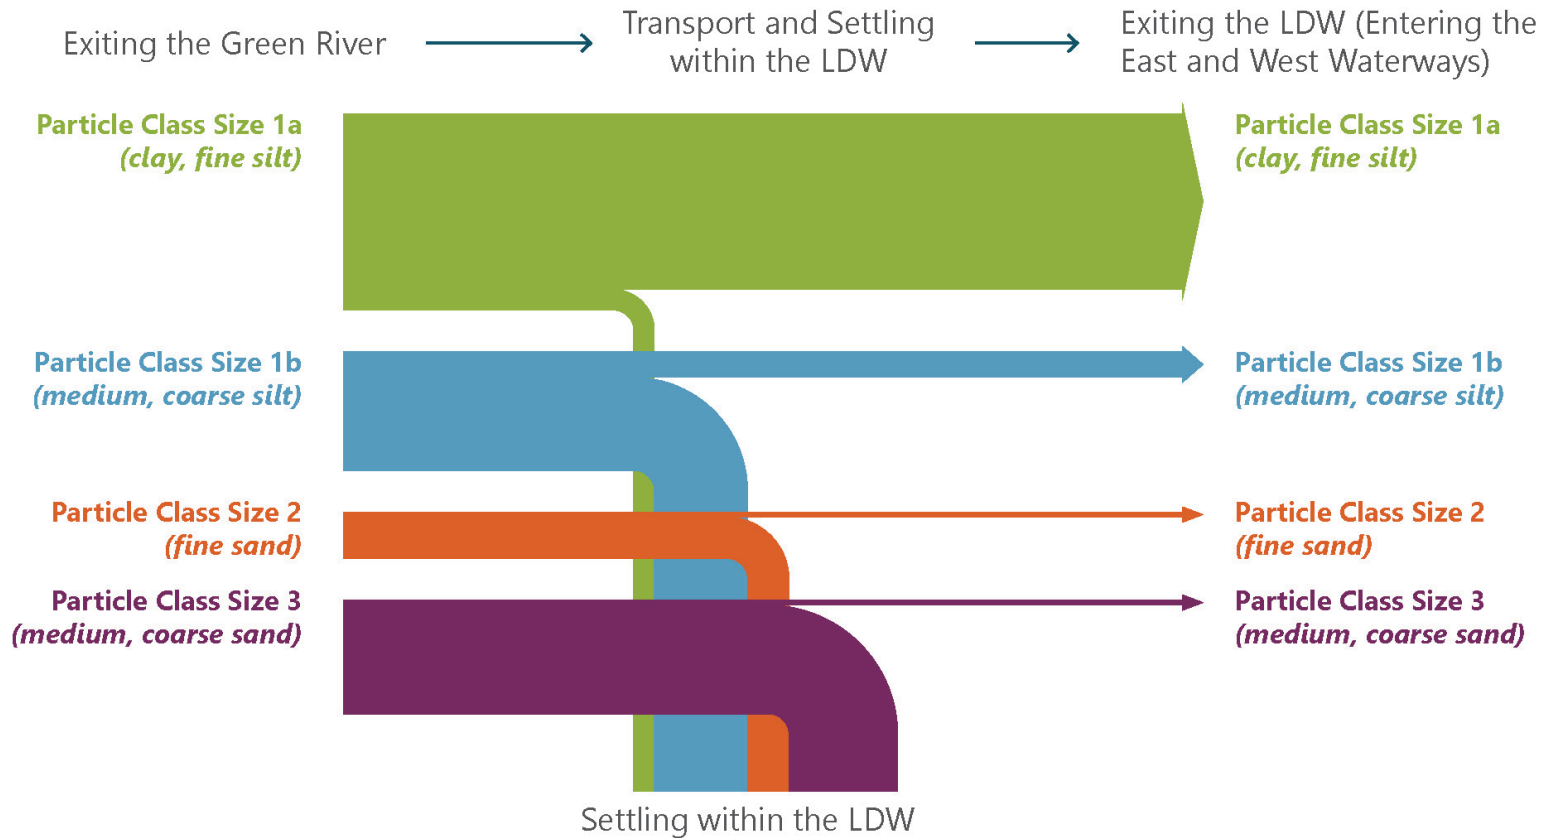 Exiting the Green River
Transport and Settling
within the LDW
Exiting the LDW (Entering the
East and West Waterways)
Particle Class Size 1a
(clay, fine silt)
Particle Class Size 1a
(clay, fine silt)
Particle Class Size 1b
(medium, coarse silt)
Particle Class Size 1b
(medium, coarse silt)
Particle Class Size 2
(fine sand)
Particle Class Size 2
(fine sand)
Particle Class Size 3
(medium, coarse sand)
Particle Class Size 3
(medium, coarse sand)
Settling within the LDW